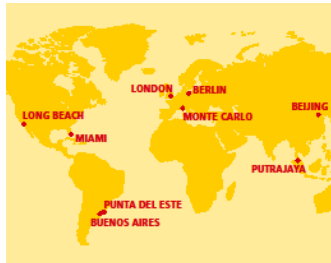 LONDON
BERLIN
BEIJING
LONG BEACH
MONTE CARLO
MIAMI
PUTRAJAYA
PUNTA DEL ESTE
BUENOS AIRES